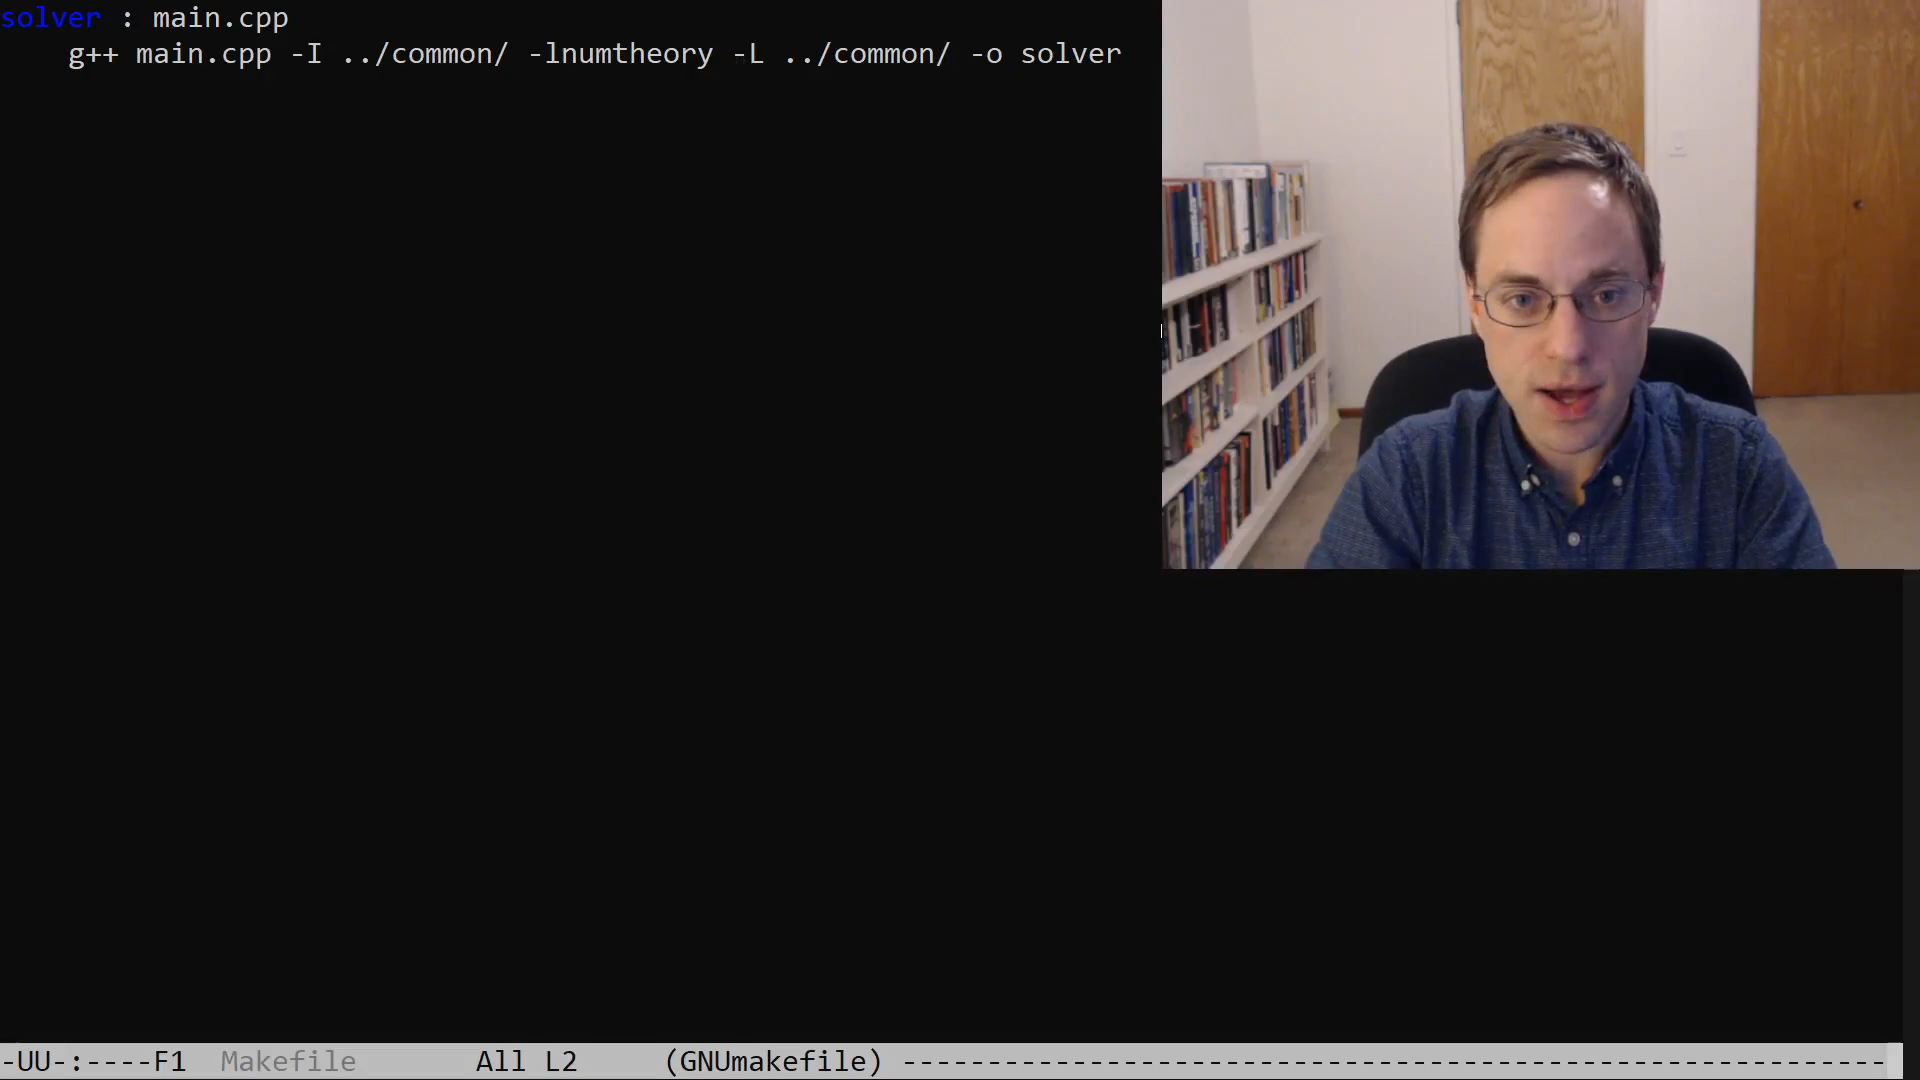 solver : main.cpp
g++ main.cpp -I ../common/ -lnumtheory -L ../common/ -o solver
-UU-:----F1 Makefile All L2 (GNUmakefile) ----------------------------------------------------------